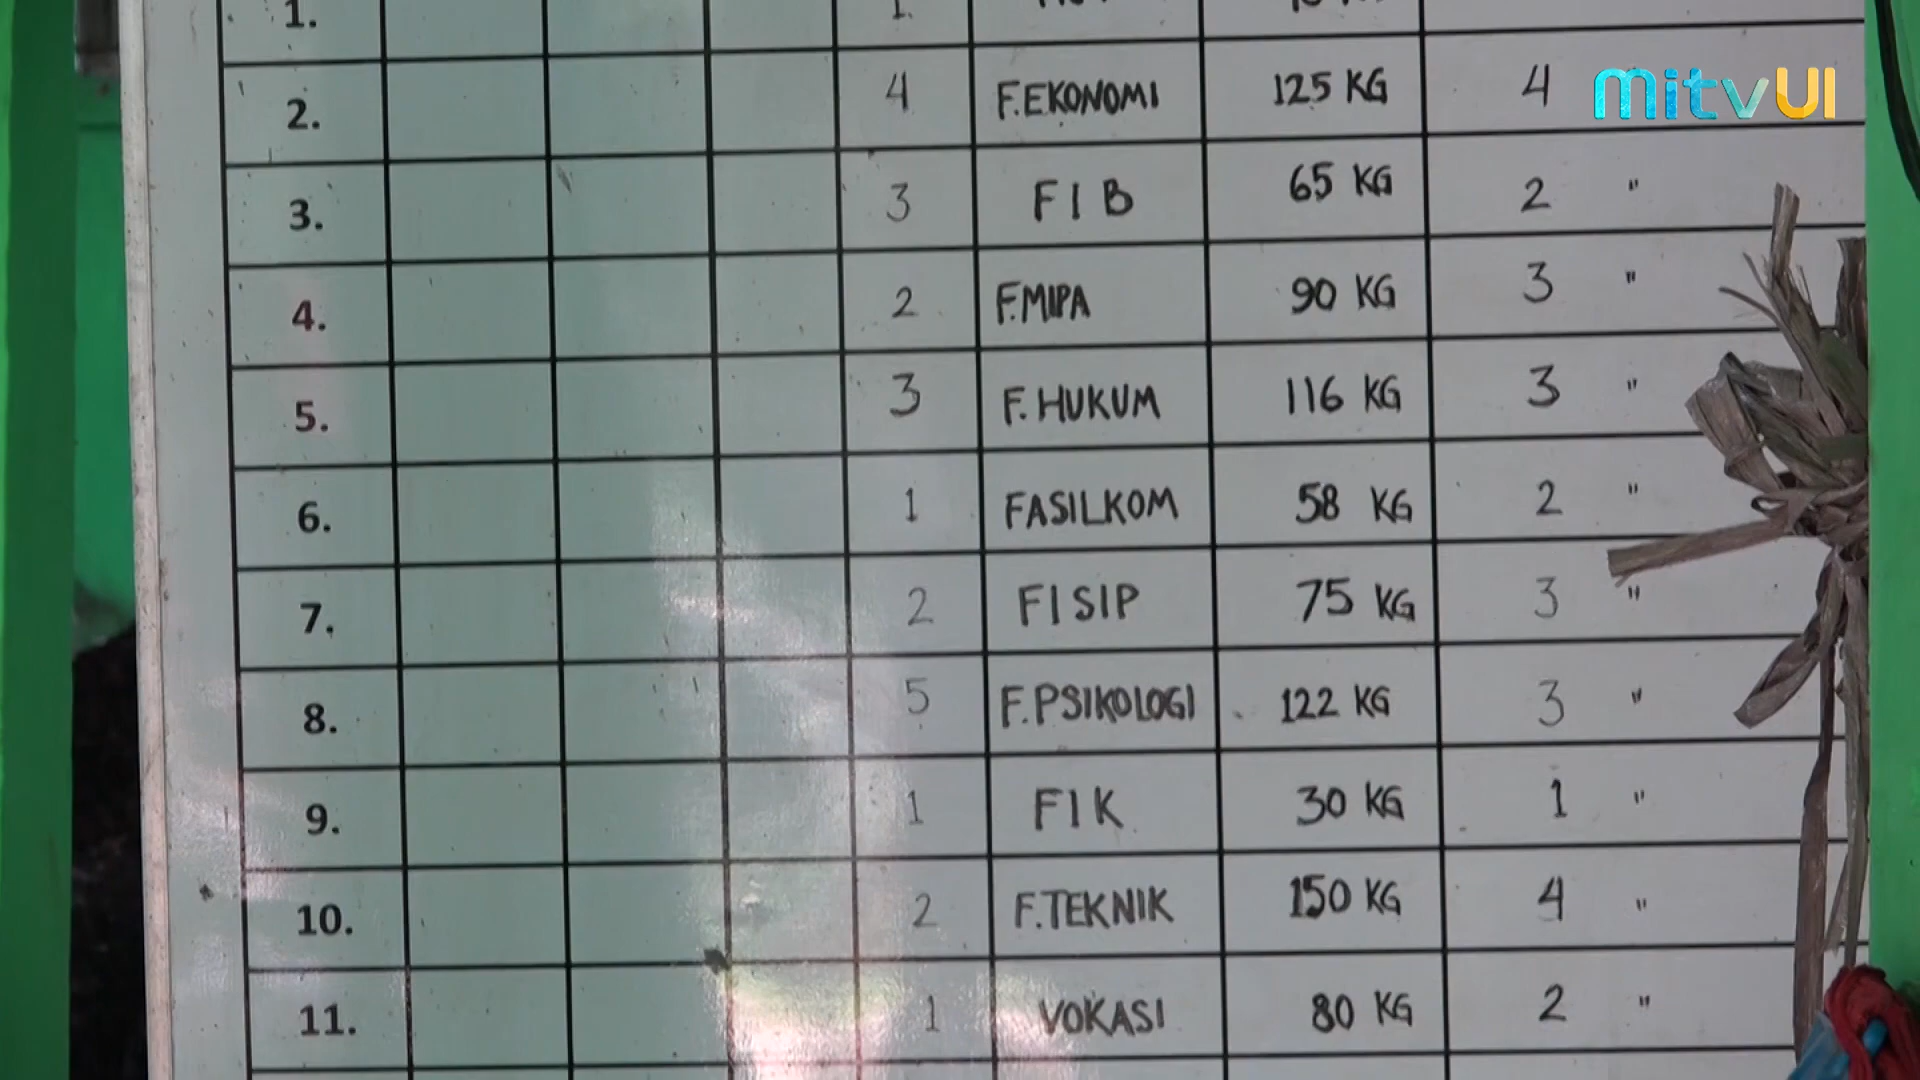 1. 1.
2. 4 F.EKONOMI 125 KG 4
mitvUI
3. 3 FIB 65 KG 2 "
4. 2 F.MIPA 90 KG 3 "
5. 3 F.HUKUM 116 KG 3 "
6. 1 FASILKOM 58 KG 2 "
7. 2 FISIP 75 KG 3 "
8. 5 F.PSIKOLOGI 122 KG 3 "
9. 1 FIK 30 KG 1 "
10. 2 F.TEKNIK 150 KG 4 "
11. 1 VOKASI 80 KG 2 "